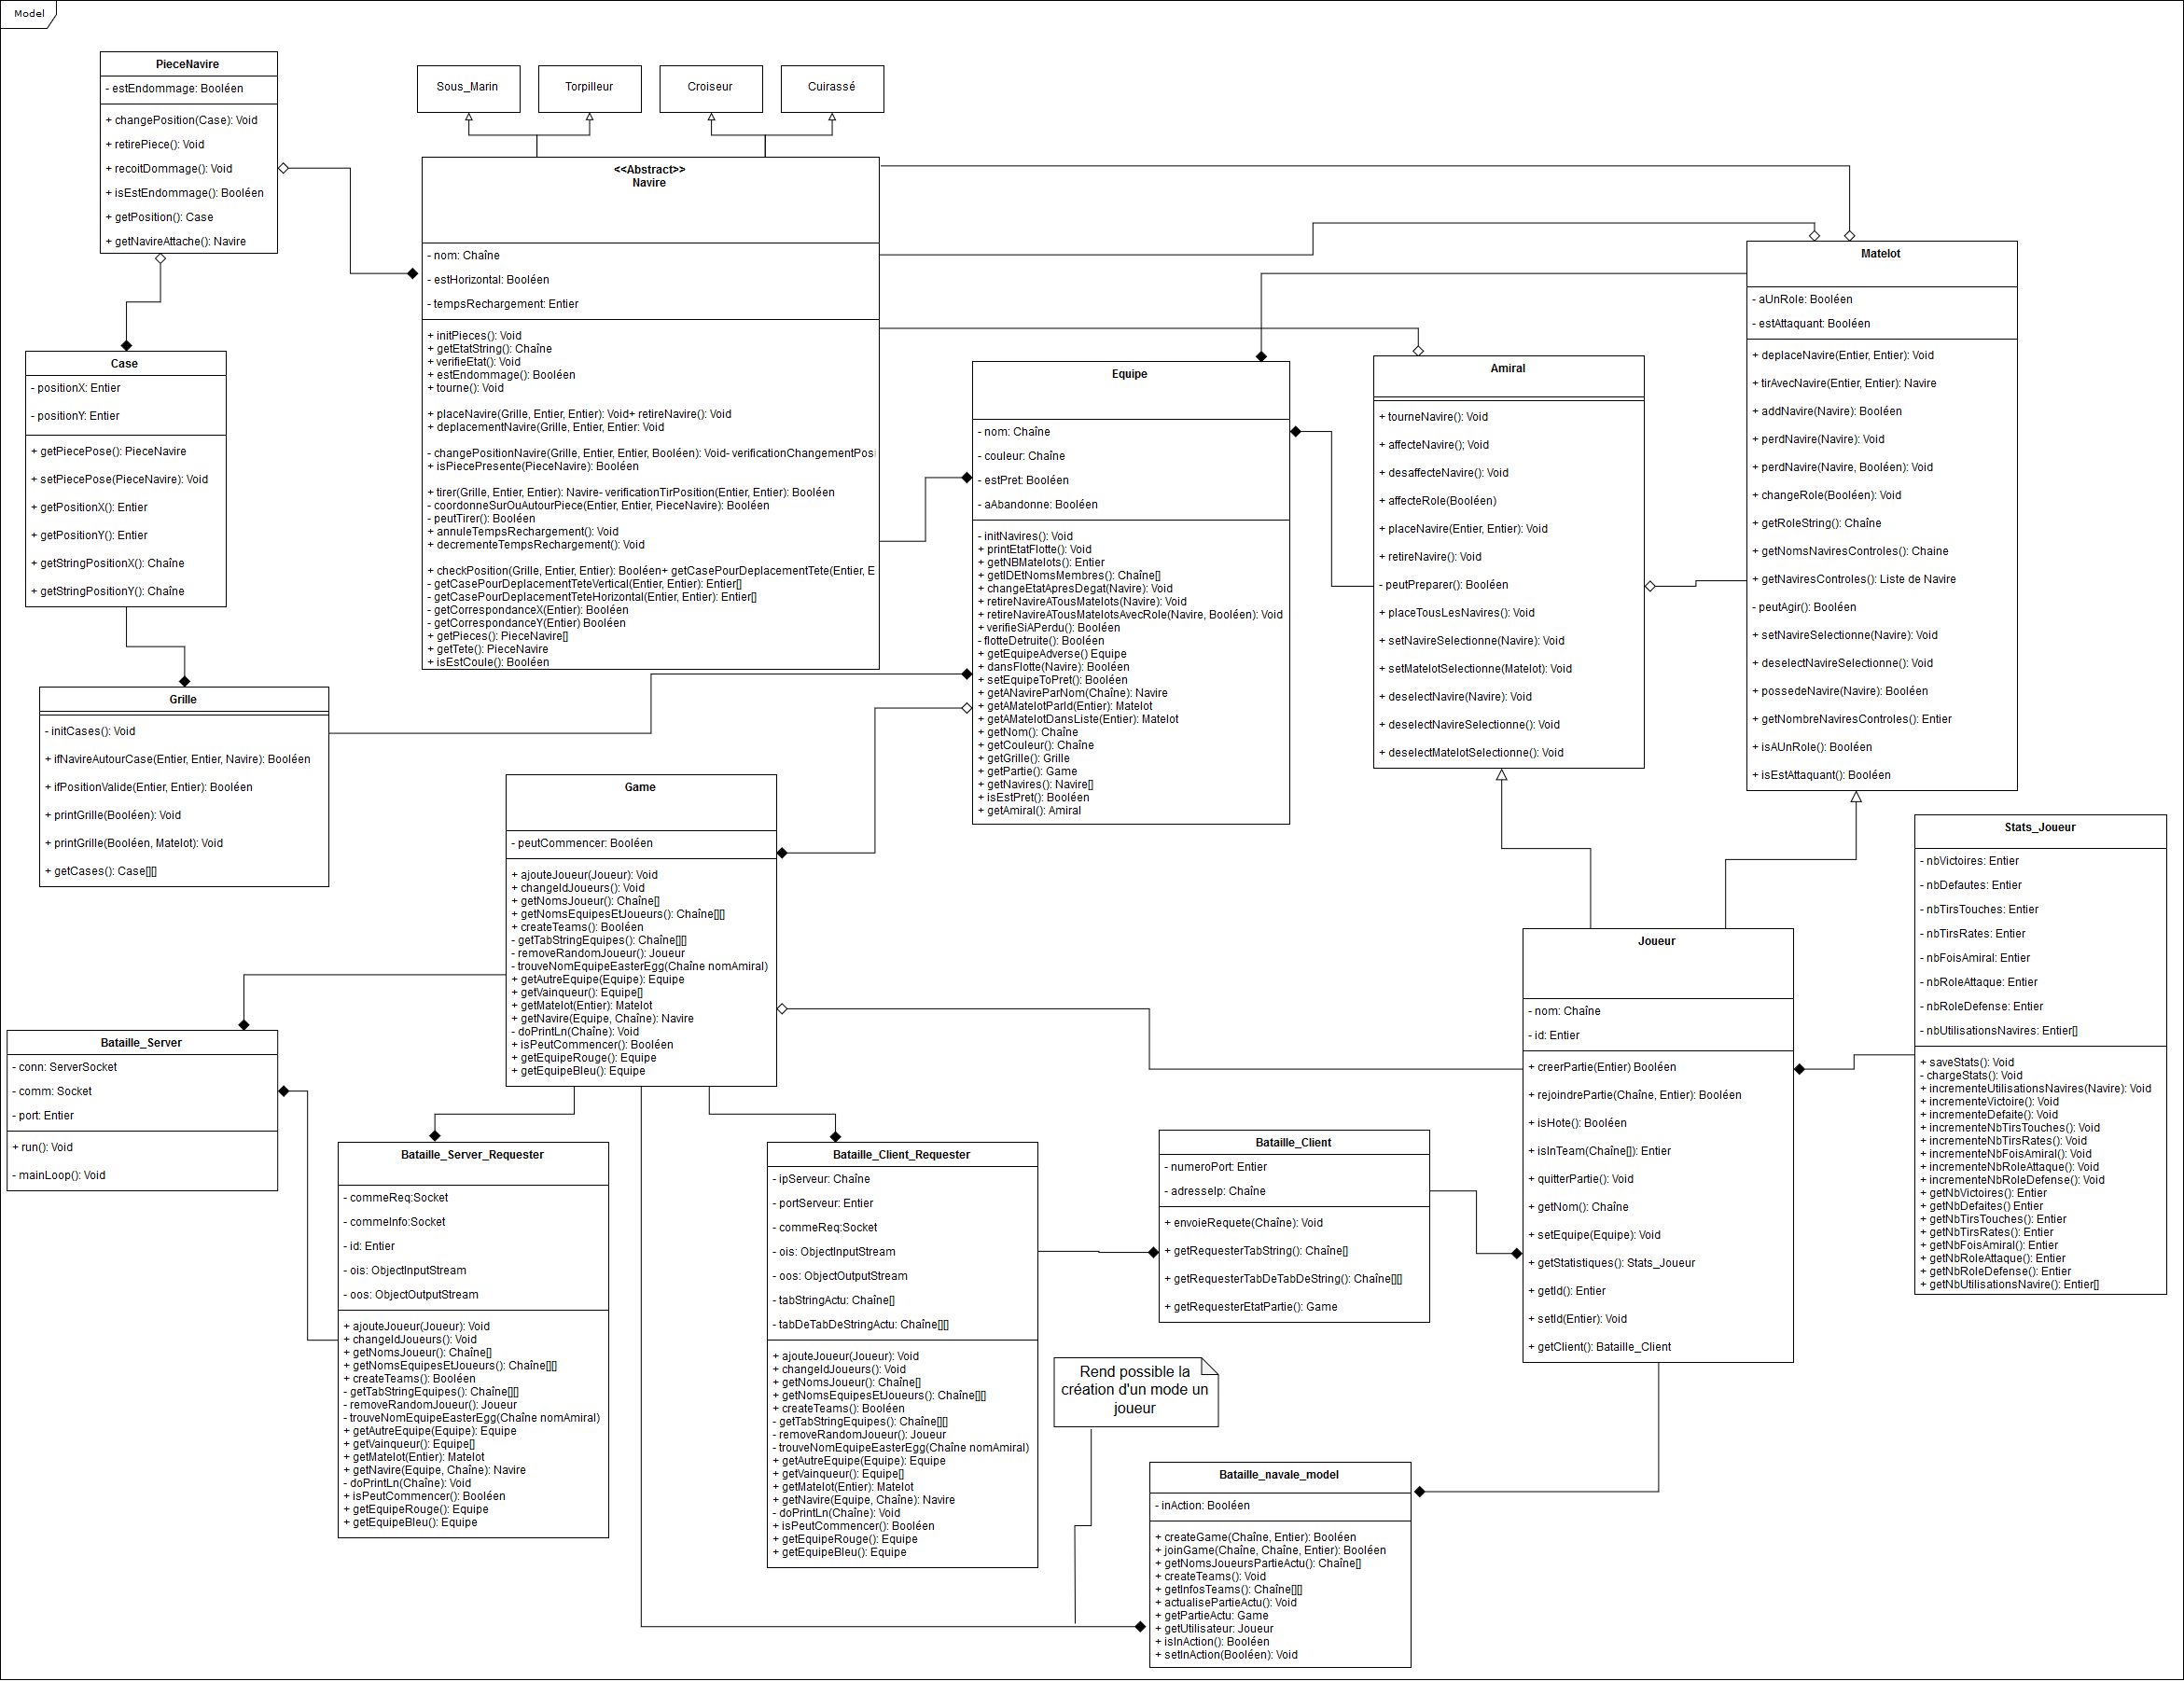 Model
PieceNavire
- estEndommage: Booléen
+ changePosition(Case): Void
+ retirePiece(): Void
+ recoitDommage(): Void
+ isEstEndommage(): Booléen
+ getPosition(): Case
+ getNavireAttache(): Navire
Sous_Marin
Torpilleur
Croiseur
Cuirassé
<<Abstract>>
Navire
- nom: Chaîne
- estHorizontal: Booléen
- tempsRechargement: Entier
+ initPieces(): Void
+ getEtatString(): Chaîne
+ verifieEtat(): Void
+ estEndommage(): Booléen
+ tourne(): Void
+ placeNavire(Grille, Entier, Entier): Void+ retireNavire(): Void
+ deplacementNavire(Grille, Entier, Entier: Void
- changePositionNavire(Grille, Entier, Entier, Booléen): Void- verificationChangementPosi
+ isPiecePresente(PieceNavire): Booléen
+ tirer(Grille, Entier, Entier): Navire- verificationTirPosition(Entier, Entier): Booléen
- coordonneSurOuAutourPiece(Entier, Entier, PieceNavire): Booléen
- peutTirer(): Booléen
+ annuleTempsRechargement(): Void
+ decrementeTempsRechargement(): Void
+ checkPosition(Grille, Entier, Entier): Booléen+ getCasePourDeplacementTete(Entier, E
- getCasePourDeplacementTeteVertical(Entier, Entier): Entier[]
- getCasePourDeplacementTeteHorizontal(Entier, Entier): Entier[]
- getCorrespondanceX(Entier): Booléen
- getCorrespondanceY(Entier) Booléen
+ getPieces(): PieceNavire[]
+ getTete(): PieceNavire
+ isEstCoule(): Booléen
Matelot
- aUnRole: Booléen
- estAttaquant: Booléen
+ deplaceNavire(Entier, Entier): Void
+ tirAvecNavire(Entier, Entier): Navire
+ addNavire(Navire): Booléen
+ perdNavire(Navire): Void
+ perdNavire(Navire, Booléen): Void
+ changeRole(Booléen): Void
+ getRoleString(): Chaîne
+ getNomsNaviresControles(): Chaine
+ getNaviresControles(): Liste de Navire
- peutAgir(): Booléen
+ setNavireSelectionne(Navire): Void
+ deselectNavireSelectionne(): Void
+ possedeNavire(Navire): Booléen
+ getNombreNaviresControles(): Entier
+ isAUnRole(): Booléen
+ isEstAttaquant(): Booléen
Case
- positionX: Entier
- positionY: Entier
+ getPiecePose(): PieceNavire
+ setPiecePose(PieceNavire): Void
+ getPositionX(): Entier
+ getPositionY(): Entier
+ getStringPositionX(): Chaîne
+ getStringPositionY(): Chaîne
Equipe
- nom: Chaîne
- couleur: Chaîne
- estPret: Booléen
- aAbandonne: Booléen
- initNavires(): Void
+ printEtatFlotte(): Void
+ getNBMatelots(): Entier
+ getIDEtNomsMembres(): Chaîne[]
+ changeEtatApresDegat(Navire): Void
+ retireNavireATousMatelots(Navire): Void
+ retireNavireATousMatelotsAvecRole(Navire, Booléen): Void
+ verifieSiAPerdu(): Booléen
- flotteDetruite(): Booléen
+ getEquipeAdverse() Equipe
+ dansFlotte(Navire): Booléen
+ setEquipeToPret(): Booléen
+ getANavireParNom(Chaîne): Navire
+ getAMatelotParId(Entier): Matelot
+ getAMatelotDansListe(Entier): Matelot
+ getNom(): Chaîne
+ getCouleur(): Chaîne
+ getGrille(): Grille
+ getPartie(): Game
+ getNavires(): Navire[]
+ isEstPret(): Booléen
+ getAmiral(): Amiral
Amiral
+ tourneNavire(): Void
+ affecteNavire(); Void
+ desaffecteNavire(): Void
+ affecteRole(Booléen)
+ placeNavire(Entier, Entier): Void
+ retireNavire(): Void
- peutPreparer(): Booléen
+ placeTousLesNavires(): Void
+ setNavireSelectionne(Navire): Void
+ setMatelotSelectionne(Matelot): Void
+ deselectNavire(Navire): Void
+ deselectNavireSelectionne(): Void
+ deselectMatelotSelectionne(): Void
Grille
- initCases(): Void
+ ifNavireAutourCase(Entier, Entier, Navire): Booléen
+ ifPositionValide(Entier, Entier): Booléen
+ printGrille(Booléen): Void
+ printGrille(Booléen, Matelot): Void
+ getCases(): Case[][]
Game
- peutCommencer: Booléen
+ ajouteJoueur(Joueur): Void
+ changeIdJoueurs(): Void
+ getNomsJoueur(): Chaîne[]
+ getNomsEquipesEtJoueurs(): Chaîne[][]
+ createTeams(): Booléen
- getTabStringEquipes(): Chaîne[][]
- removeRandomJoueur(): Joueur
- trouveNomEquipeEasterEgg(Chaîne nomAmiral)
+ getAutreEquipe(Equipe): Equipe
+ getVainqueur(): Equipe[]
+ getMatelot(Entier): Matelot
+ getNavire(Equipe, Chaîne): Navire
- doPrintLn(Chaîne): Void
+ isPeutCommencer(): Booléen
+ getEquipeRouge(): Equipe
+ getEquipeBleu(): Equipe
Stats_Joueur
- nbVictoires: Entier
- nbDefautes: Entier
- nbTirsTouches: Entier
- nbTirsRates: Entier
- nbFoisAmiral: Entier
- nbRoleAttaque: Entier
- nbRoleDefense: Entier
- nbUtilisationsNavires: Entier[]
+ saveStats(): Void
- chargeStats(): Void
+ incrementeUtilisationsNavires(Navire): Void
+ incrementeVictoire(): Void
+ incrementeDefaite(): Void
+ incrementeNbTirsTouches(): Void
+ incrementeNbTirsRates(): Void
+ incrementeNbFoisAmiral(): Void
+ incrementeNbRoleAttaque(): Void
+ incrementeNbRoleDefense(): Void
+ getNbVictoires(): Entier
+ getNbDefaites() Entier
+ getNbTirsTouches(): Entier
+ getNbTirsRates(): Entier
+ getNbFoisAmiral(): Entier
+ getNbRoleAttaque(): Entier
+ getNbRoleDefense(): Entier
+ getNbUtilisationsNavire(): Entier[]
Joueur
- nom: Chaîne
- id: Entier
+ creerPartie(Entier) Booléen
+ rejoindrePartie(Chaîne, Entier): Booléen
+ isHote(): Booléen
+ isInTeam(Chaîne[]): Entier
+ quitterPartie(): Void
+ getNom(): Chaîne
+ setEquipe(Equipe): Void
+ getStatistiques(): Stats_Joueur
+ getId(): Entier
+ setId(Entier): Void
+ getClient(): Bataille_Client
Bataille_Server
- conn: ServerSocket
- comm: Socket
- port: Entier
+ run(): Void
- mainLoop(): Void
Bataille_Server_Requester
- commeReq:Socket
- commeInfo:Socket
- id: Entier
- ois: ObjectInputStream
- oos: ObjectOutputStream
+ ajouteJoueur(Joueur): Void
+ changeIdJoueurs(): Void
+ getNomsJoueur(): Chaîne[]
+ getNomsEquipesEtJoueurs(): Chaîne[][]
+ createTeams(): Booléen
- getTabStringEquipes(): Chaîne[][]
- removeRandomJoueur(): Joueur
- trouveNomEquipeEasterEgg(Chaîne nomAmiral)
+ getAutreEquipe(Equipe): Equipe
+ getVainqueur(): Equipe[]
+ getMatelot(Entier): Matelot
+ getNavire(Equipe, Chaîne): Navire
- doPrintLn(Chaîne): Void
+ isPeutCommencer(): Booléen
+ getEquipeRouge(): Equipe
+ getEquipeBleu(): Equipe
Bataille_Client_Requester
- ipServeur: Chaîne
- portServeur: Entier
- commeReq:Socket
- ois: ObjectInputStream
- oos: ObjectOutputStream
- tabStringActu: Chaîne[]
- tabDeTabDeStringActu: Chaîne[][]
+ ajouteJoueur(Joueur): Void
+ changeIdJoueurs(): Void
+ getNomsJoueur(): Chaîne[]
+ getNomsEquipesEtJoueurs(): Chaîne[][]
+ createTeams(): Booléen
- getTabStringEquipes(): Chaîne[][]
- removeRandomJoueur(): Joueur
- trouveNomEquipeEasterEgg(Chaîne nomAmiral)
+ getAutreEquipe(Equipe): Equipe
+ getVainqueur(): Equipe[]
+ getMatelot(Entier): Matelot
+ getNavire(Equipe, Chaîne): Navire
- doPrintLn(Chaîne): Void
+ isPeutCommencer(): Booléen
+ getEquipeRouge(): Equipe
+ getEquipeBleu(): Equipe
Bataille_Client
- numeroPort: Entier
- adresseIp: Chaîne
+ envoieRequete(Chaîne): Void
+ getRequesterTabString(): Chaîne[]
+ getRequesterTabDeTabDeString(): Chaîne[][]
+ getRequesterEtatPartie(): Game
Rend possible la
création d'un mode un
joueur
Bataille_navale_model
- inAction: Booléen
+ createGame(Chaîne, Entier): Booléen
+ joinGame(Chaîne, Chaîne, Entier): Booléen
+ getNomsJoueursPartieActu(): Chaîne[]
+ createTeams(): Void
+ getInfosTeams(): Chaîne[][]
+ actualisePartieActu(): Void
+ getPartieActu: Game
+ getUtilisateur: Joueur
+ isInAction(): Booléen
+ setInAction(Booléen): Void